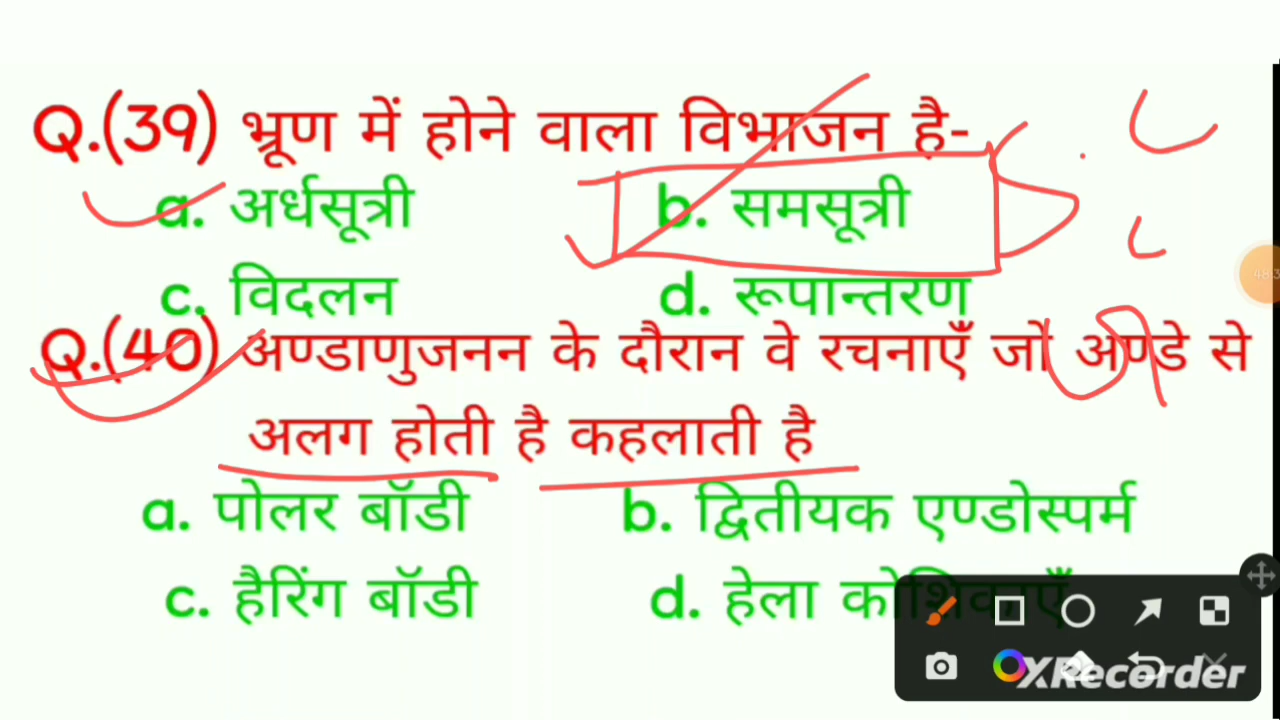 Q.(39) भ्रूण में होने वाला विभाजन है-
a. अर्धसूत्री b. समसूत्री
c. विदलन d. रूपान्तरण
Q.(40) अण्डाणुजनन के दौरान वे रचनाएँ जो अण्डे से
अलग होती है कहलाती है
a. पोलर बॉडी b. द्वितीयक एण्डोस्पर्म
c. हैरिंग बॉडी d. हेला कोशिकाएँ
XRecorder